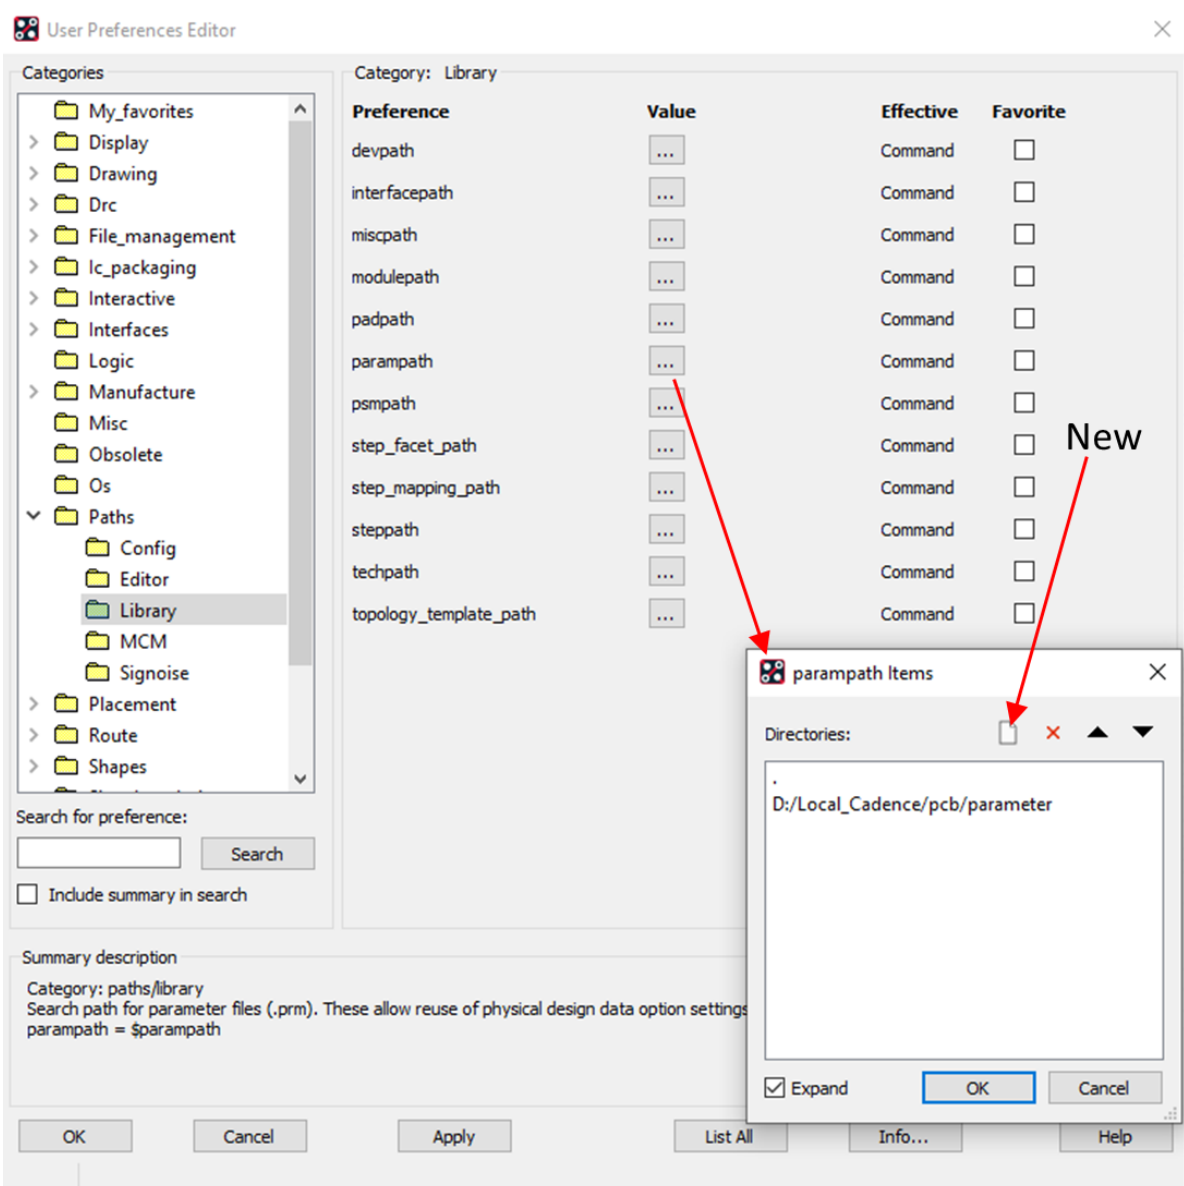 User Preferences Editor
Categories
My_favorites
Display
Drawing
Drc
File_management
Ic_packaging
Interactive
Interfaces
Logic
Manufacture
Misc
Obsolete
Os
Paths
Config
Editor
Library
MCM
Signoise
Placement
Route
Shapes
Search for preference:
Search
Include summary in search
Category: Library
Preference Value Effective Favorite
devpath ... Command
interfacepath ... Command
miscpath ... Command
modulepath ... Command
padpath ... Command
parampath ... Command
psmpath ... Command
step_facet_path ... Command
step_mapping_path ... Command
steppath ... Command
techpath ... Command
topology_template_path ... Command
New
parampath Items
Directories:
.
D:/Local_Cadence/pcb/parameter
Expand OK Cancel
Summary description
Category: paths/library
Search path for parameter files (.prm). These allow reuse of physical design data option settings
parampath = $parampath
OK Cancel Apply List All Info... Help